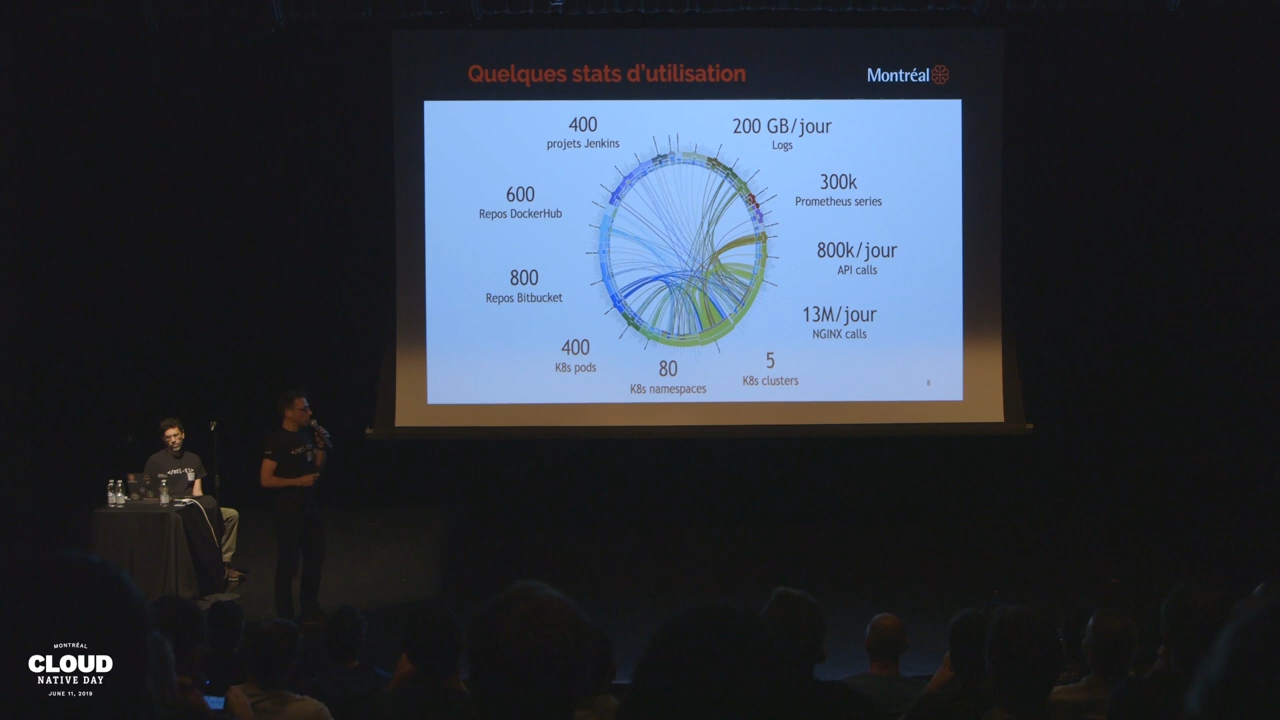 Quelques stats d'utilisation
Montréal
400
projets Jenkins
200 GB/jour
Logs
600
Repos DockerHub
300k
Prometheus series
800
Repos Bitbucket
800k/jour
API calls
13M/jour
NGINX calls
400
K8s pods
80
K8s namespaces
5
K8s clusters
8
MONTRÉAL
CLOUD
NATIVE DAY
JUNE 11, 2019